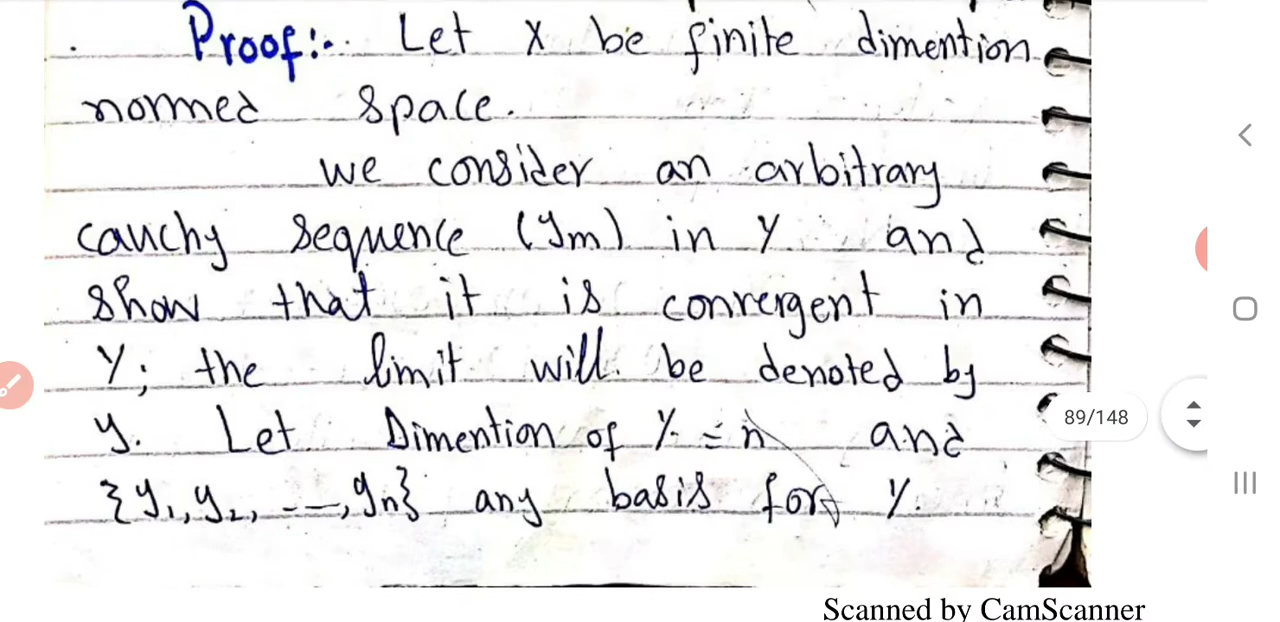 Proof:- Let X be finite dimention
normed space.
we consider an arbitrary
cauchy sequence (ym) in Y and
show that it is convergent in
Y; the limit will be denoted by
y. Let Dimention of Y = n and
{y1, y2, ---, yn} any basis for Y.
89/148
Scanned by CamScanner